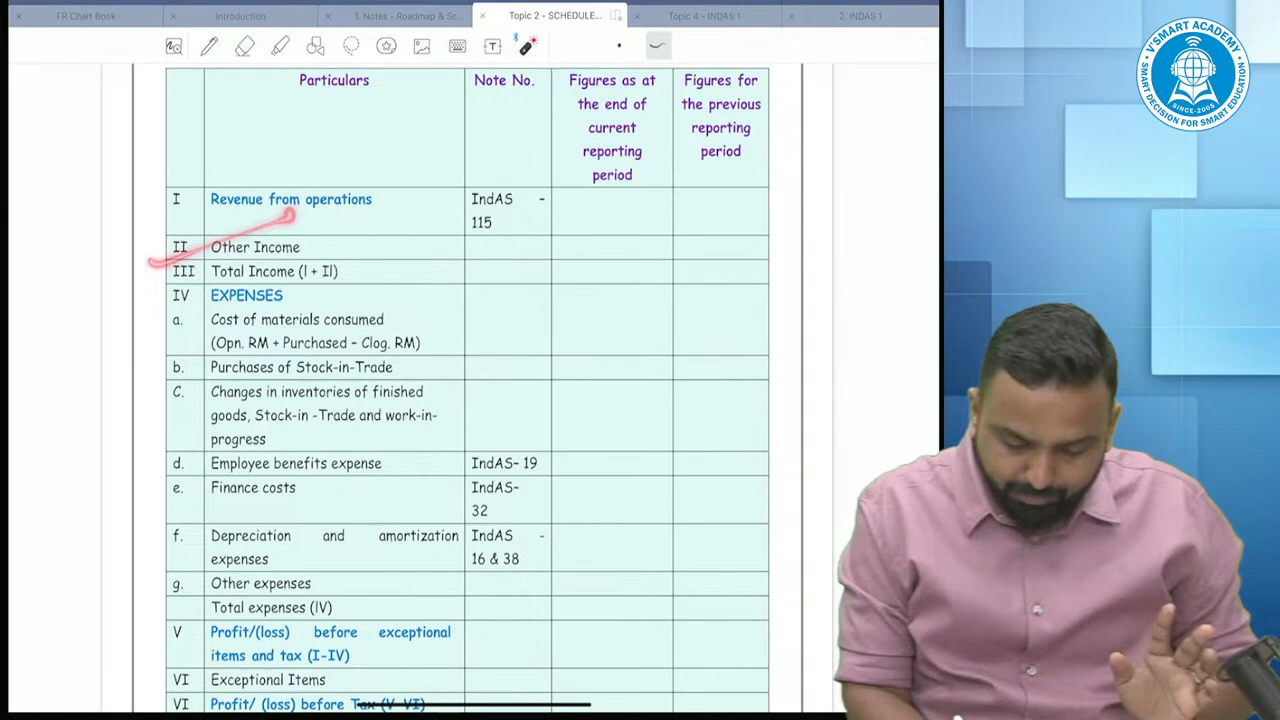 FR Chart Book
Introduction
1. Notes - Roadmap & Sc...
Topic 2 - SCHEDULE...
Topic 4 - INDAS 1
2. INDAS 1
Particulars
Note No.
Figures as at
the end of
current
reporting
period
Figures for
the previous
reporting
period
I Revenue from operations IndAS -
115
II Other Income
III Total Income (I + II)
IV EXPENSES
a. Cost of materials consumed
(Opn. RM + Purchased – Clog. RM)
b. Purchases of Stock-in-Trade
C. Changes in inventories of finished
goods, Stock-in -Trade and work-in-
progress
d. Employee benefits expense IndAS- 19
e. Finance costs IndAS-
32
f. Depreciation and amortization IndAS -
expenses 16 & 38
g. Other expenses
Total expenses (IV)
V Profit/(loss) before exceptional
items and tax (I-IV)
VI Exceptional Items
VI Profit/ (loss) before Tax (V-VI)
V'SMART ACADEMY
SINCE-2005
SMART DECISION FOR SMART EDUCATION